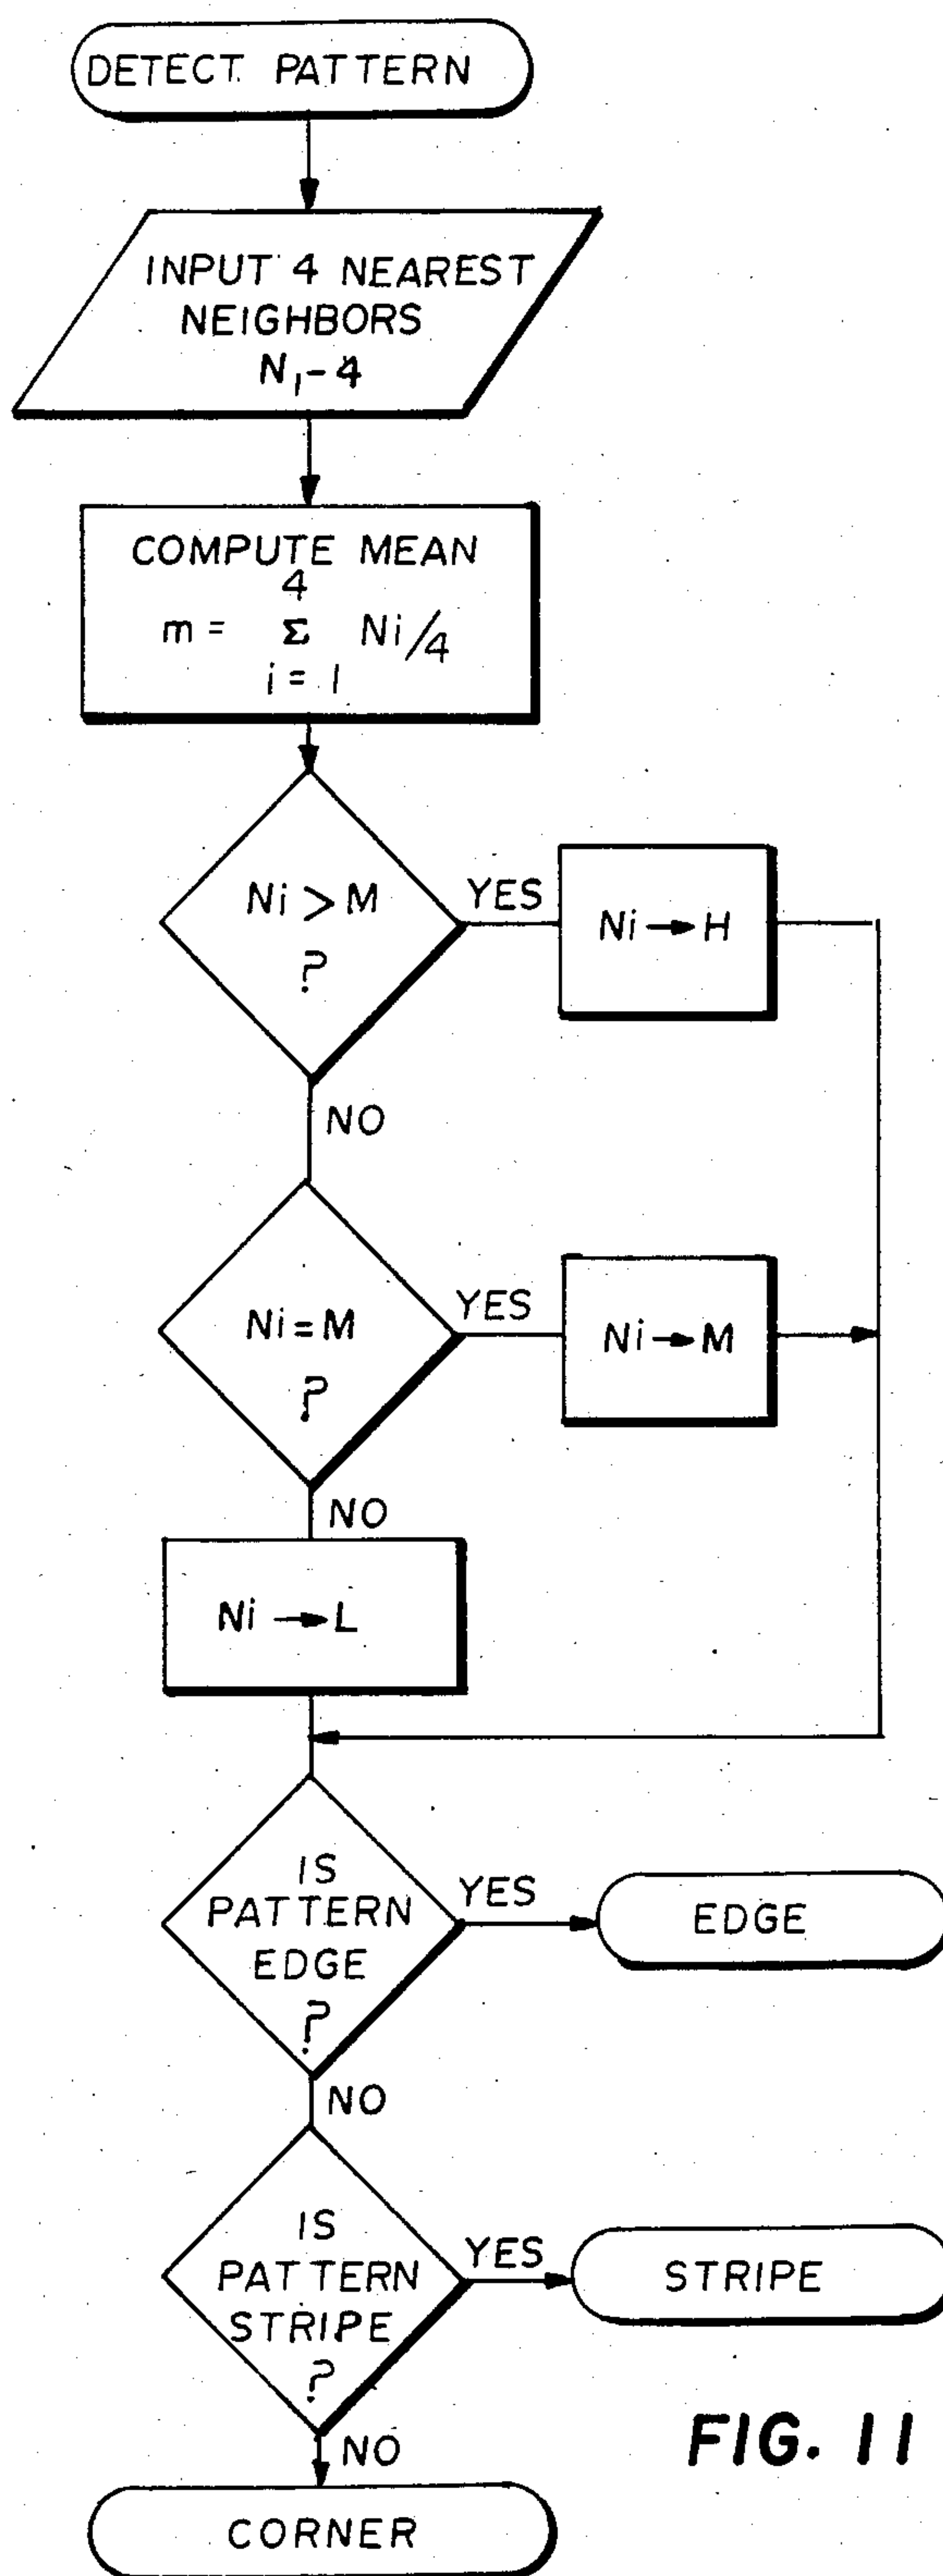 DETECT PATTERN
INPUT 4 NEAREST
NEIGHBORS
N₁-4
COMPUTE MEAN
4
m = Σ Ni/4
i = 1
Ni > M
?
YES
Ni → H
NO
Ni = M
?
YES
Ni → M
NO
Ni → L
IS
PATTERN
EDGE
?
YES
EDGE
NO
IS
PATTERN
STRIPE
?
YES
STRIPE
NO
CORNER
FIG. 11